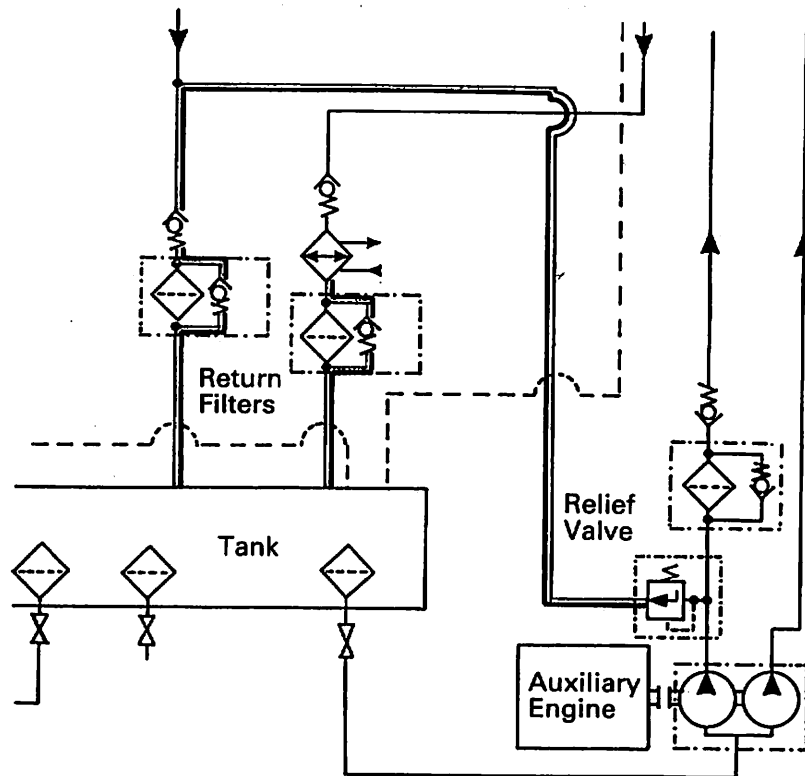 Return
Filters
Relief
Valve
Tank
Auxiliary
Engine